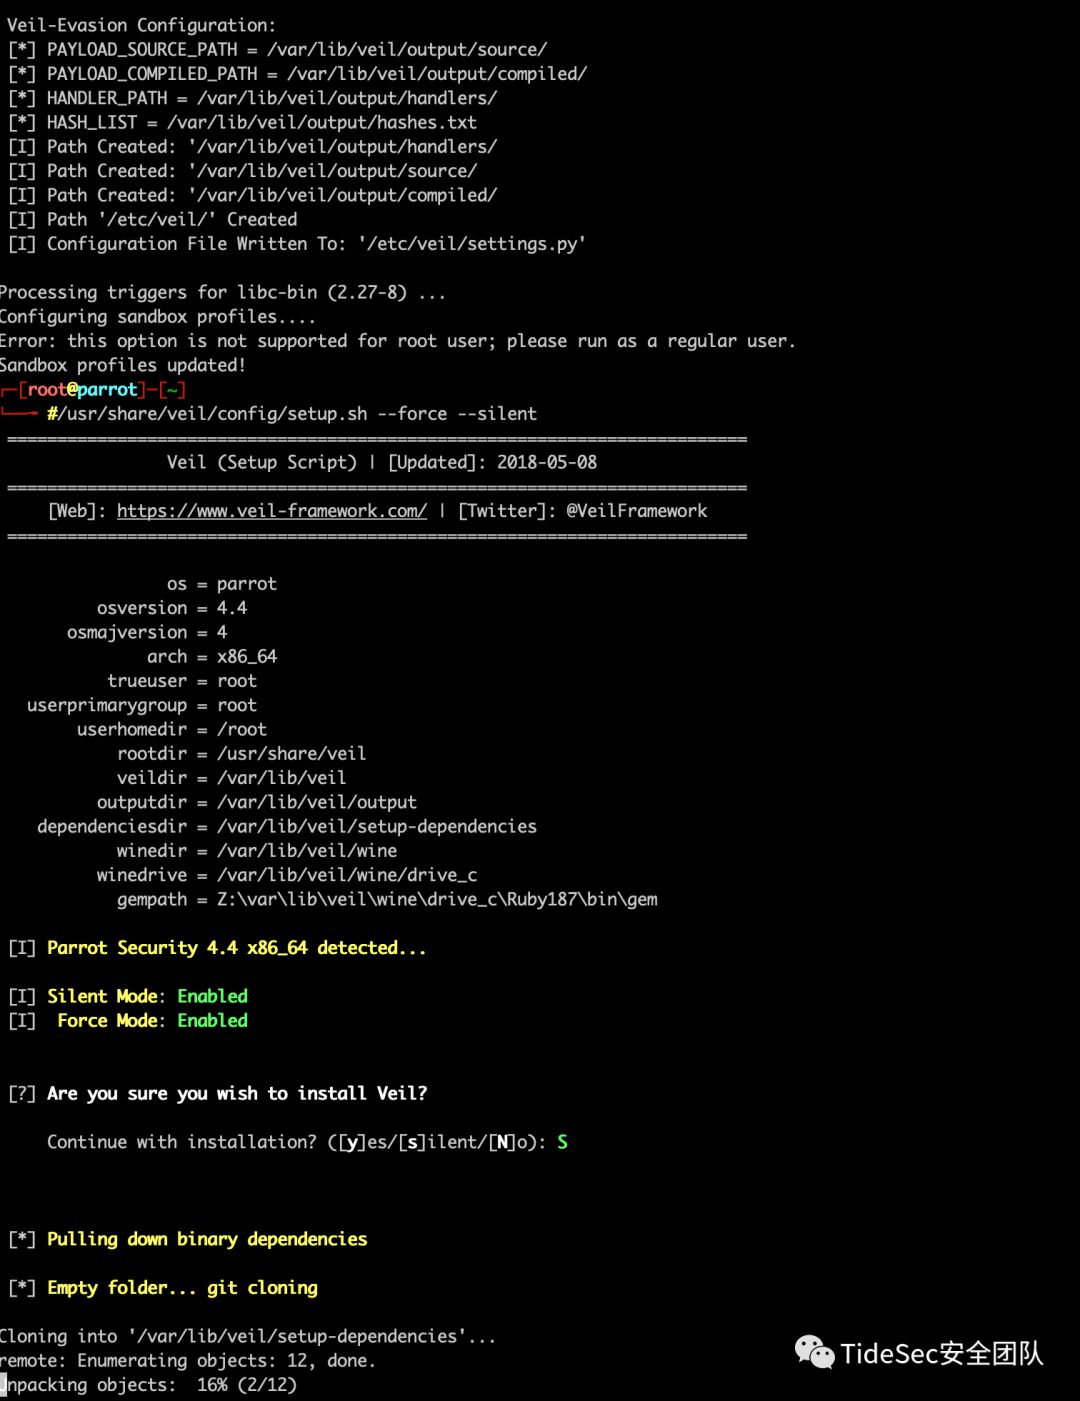 Veil-Evasion Configuration:
[*] PAYLOAD_SOURCE_PATH = /var/lib/veil/output/source/
[*] PAYLOAD_COMPILED_PATH = /var/lib/veil/output/compiled/
[*] HANDLER_PATH = /var/lib/veil/output/handlers/
[*] HASH_LIST = /var/lib/veil/output/hashes.txt
[I] Path Created: '/var/lib/veil/output/handlers/
[I] Path Created: '/var/lib/veil/output/source/
[I] Path Created: '/var/lib/veil/output/compiled/
[I] Path '/etc/veil/' Created
[I] Configuration File Written To: '/etc/veil/settings.py'
Processing triggers for libc-bin (2.27-8) ...
Configuring sandbox profiles....
Error: this option is not supported for root user; please run as a regular user.
Sandbox profiles updated!
┌─[root@parrot]─[~]
└──╼ #/usr/share/veil/config/setup.sh --force --silent
==========================================================================
Veil (Setup Script) | [Updated]: 2018-05-08
==========================================================================
[Web]: https://www.veil-framework.com/ | [Twitter]: @VeilFramework
==========================================================================
os = parrot
osversion = 4.4
osmajversion = 4
arch = x86_64
trueuser = root
userprimarygroup = root
userhomedir = /root
rootdir = /usr/share/veil
veildir = /var/lib/veil
outputdir = /var/lib/veil/output
dependenciesdir = /var/lib/veil/setup-dependencies
winedir = /var/lib/veil/wine
winedrive = /var/lib/veil/wine/drive_c
gempath = Z:\var\lib\veil\wine\drive_c\Ruby187\bin\gem
[I] Parrot Security 4.4 x86_64 detected...
[I] Silent Mode: Enabled
[I] Force Mode: Enabled
[?] Are you sure you wish to install Veil?
Continue with installation? ([y]es/[s]ilent/[N]o): S
[*] Pulling down binary dependencies
[*] Empty folder... git cloning
Cloning into '/var/lib/veil/setup-dependencies'...
remote: Enumerating objects: 12, done.
Unpacking objects:  16% (2/12)
TideSec安全团队